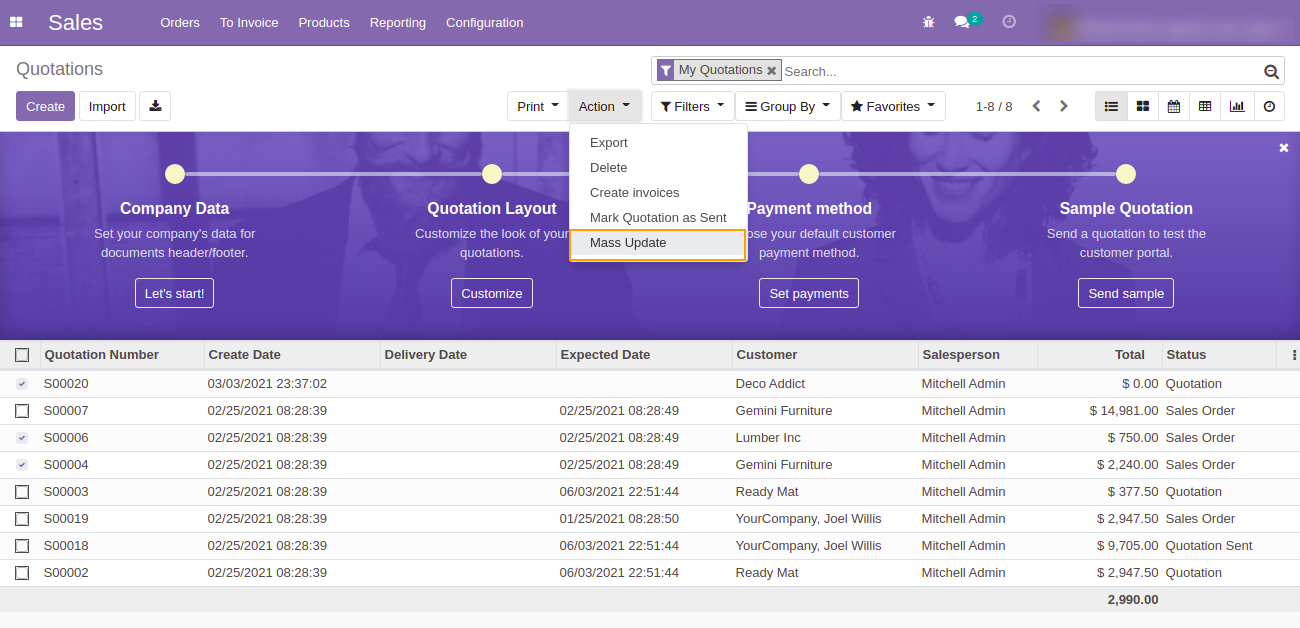 Sales Orders To Invoice Products Reporting Configuration 2
Quotations
My Quotations Search...
Create Import Print Action Filters Group By Favorites 1-8 / 8
Export
Delete
Create invoices
Mark Quotation as Sent
Mass Update
Company Data
Set your company's data for
documents header/footer.
Let's start!
Quotation Layout
Customize the look of your
quotations.
Customize
Payment method
your default customer
payment method.
Set payments
Sample Quotation
Send a quotation to test the
customer portal.
Send sample
Quotation Number Create Date Delivery Date Expected Date Customer Salesperson Total Status
S00020 03/03/2021 23:37:02 Deco Addict Mitchell Admin $ 0.00 Quotation
S00007 02/25/2021 08:28:39 02/25/2021 08:28:49 Gemini Furniture Mitchell Admin $ 14,981.00 Sales Order
S00006 02/25/2021 08:28:39 02/25/2021 08:28:49 Lumber Inc Mitchell Admin $ 750.00 Sales Order
S00004 02/25/2021 08:28:39 02/25/2021 08:28:49 Gemini Furniture Mitchell Admin $ 2,240.00 Sales Order
S00003 02/25/2021 08:28:39 06/03/2021 22:51:44 Ready Mat Mitchell Admin $ 377.50 Quotation
S00019 02/25/2021 08:28:39 01/25/2021 08:28:50 YourCompany, Joel Willis Mitchell Admin $ 2,947.50 Sales Order
S00018 02/25/2021 08:28:39 06/03/2021 22:51:44 YourCompany, Joel Willis Mitchell Admin $ 9,705.00 Quotation Sent
S00002 02/25/2021 08:28:39 06/03/2021 22:51:44 Ready Mat Mitchell Admin $ 2,947.50 Quotation
2,990.00